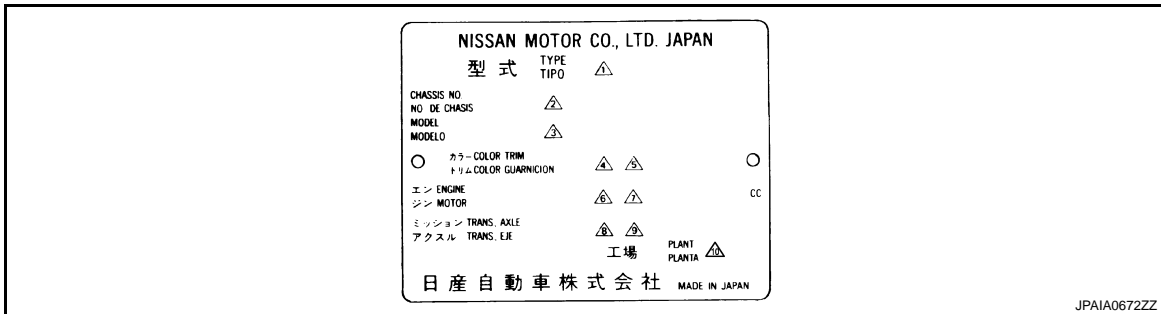 NISSAN MOTOR CO., LTD. JAPAN
型式 TYPE TIPO 1
CHASSIS NO
NO DE CHASIS 2
MODEL
MODELO 3
カラー COLOR TRIM
トリム COLOR GUARNICION 4 5
エン ENGINE
ジン MOTOR 6 7 CC
ミッション TRANS. AXLE
アクスル TRANS. EJE 8 9
工場 PLANT PLANTA 10
日産自動車株式会社 MADE IN JAPAN
JPAIA0672ZZ